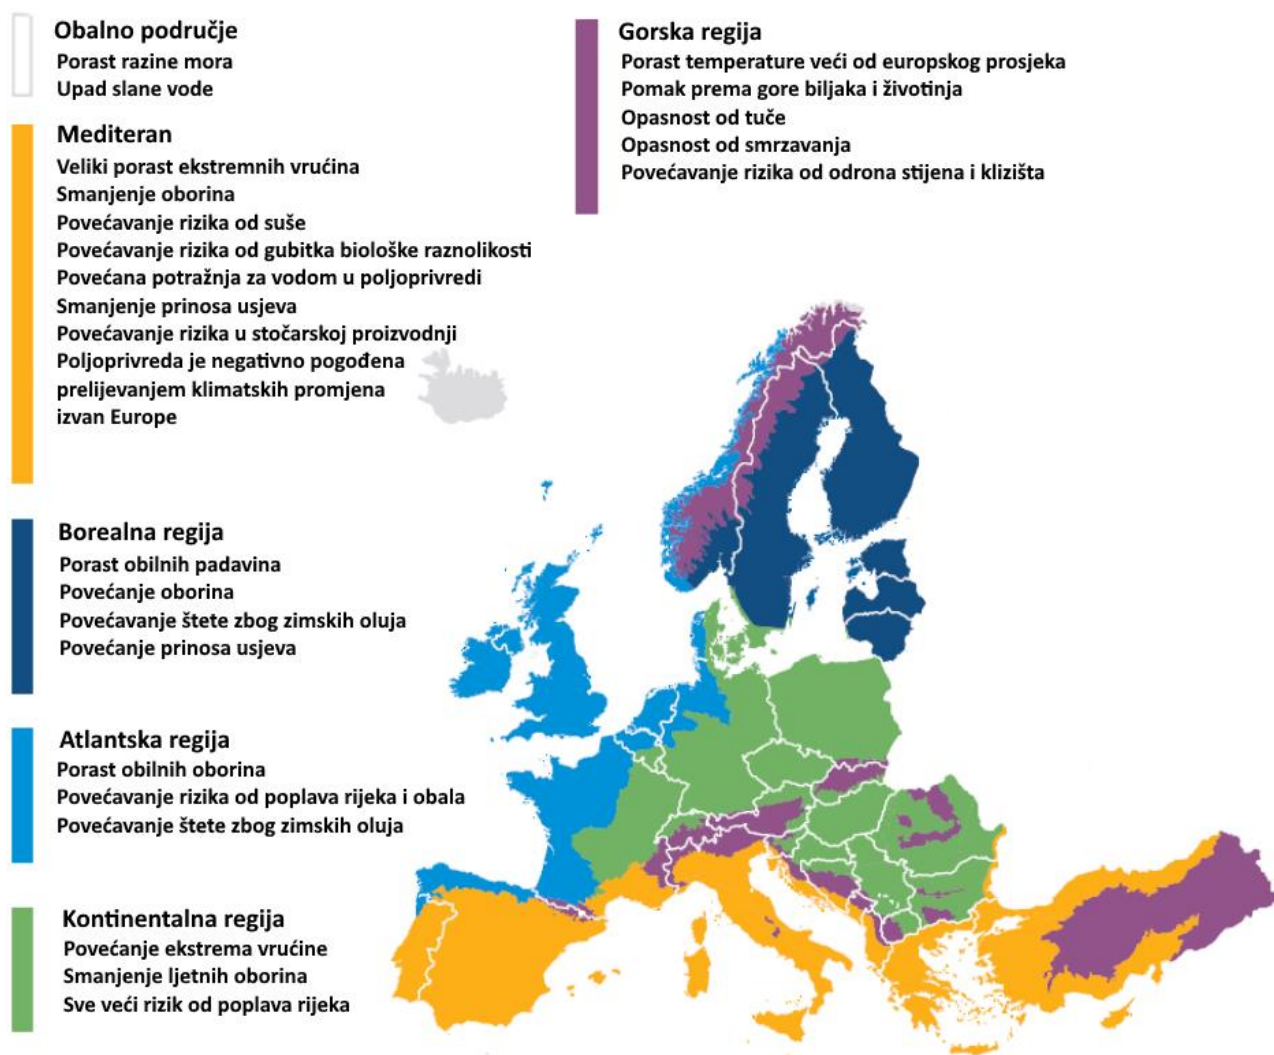 Obalno područje
Porast razine mora
Upad slane vode
Mediteran
Veliki porast ekstremnih vrućina
Smanjenje oborina
Povećavanje rizika od suše
Povećavanje rizika od gubitka biološke raznolikosti
Povećana potražnja za vodom u poljoprivredi
Smanjenje prinosa usjeva
Povećavanje rizika u stočarskoj proizvodnji
Poljoprivreda je negativno pogođena
prelijevanjem klimatskih promjena
izvan Europe
Borealna regija
Porast obilnih padavina
Povećanje oborina
Povećavanje štete zbog zimskih oluja
Povećanje prinosa usjeva
Atlantska regija
Porast obilnih oborina
Povećavanje rizika od poplava rijeka i obala
Povećavanje štete zbog zimskih oluja
Kontinentalna regija
Povećanje ekstrema vrućine
Smanjenje ljetnih oborina
Sve veći rizik od poplava rijeka
Gorska regija
Porast temperature veći od europskog prosjeka
Pomak prema gore biljaka i životinja
Opasnost od tuče
Opasnost od smrzavanja
Povećavanje rizika od odrona stijena i klizišta